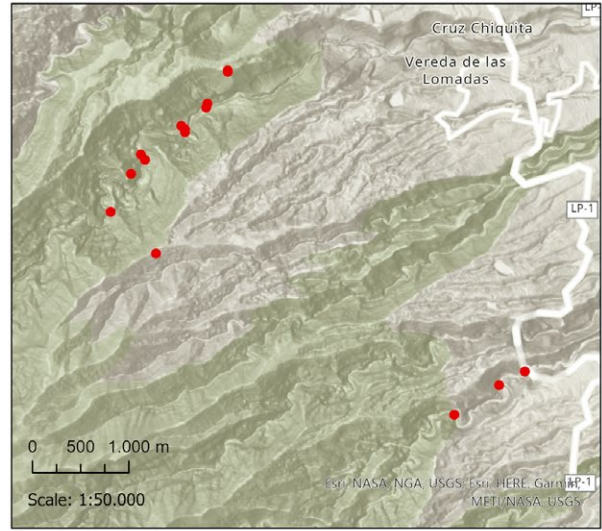 LP-
Cruz Chiquita
Vereda de las
Lomadas
LP-1
0 500 1.000 m
Scale: 1:50.000
Esri, NASA, NGA, USGS, Esri, HERE, Garmin,
METI/NASA, USGS
LP-1